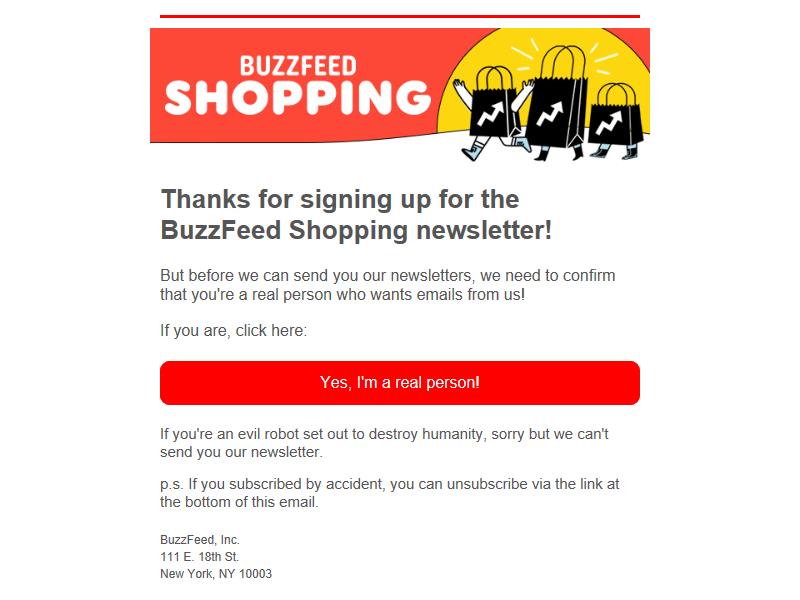 BUZZFEED
SHOPPING
Thanks for signing up for the
BuzzFeed Shopping newsletter!
But before we can send you our newsletters, we need to confirm
that you're a real person who wants emails from us!
If you are, click here:
Yes, I'm a real person!
If you're an evil robot set out to destroy humanity, sorry but we can't
send you our newsletter.
p.s. If you subscribed by accident, you can unsubscribe via the link at
the bottom of this email.
BuzzFeed, Inc.
111 E. 18th St.
New York, NY 10003